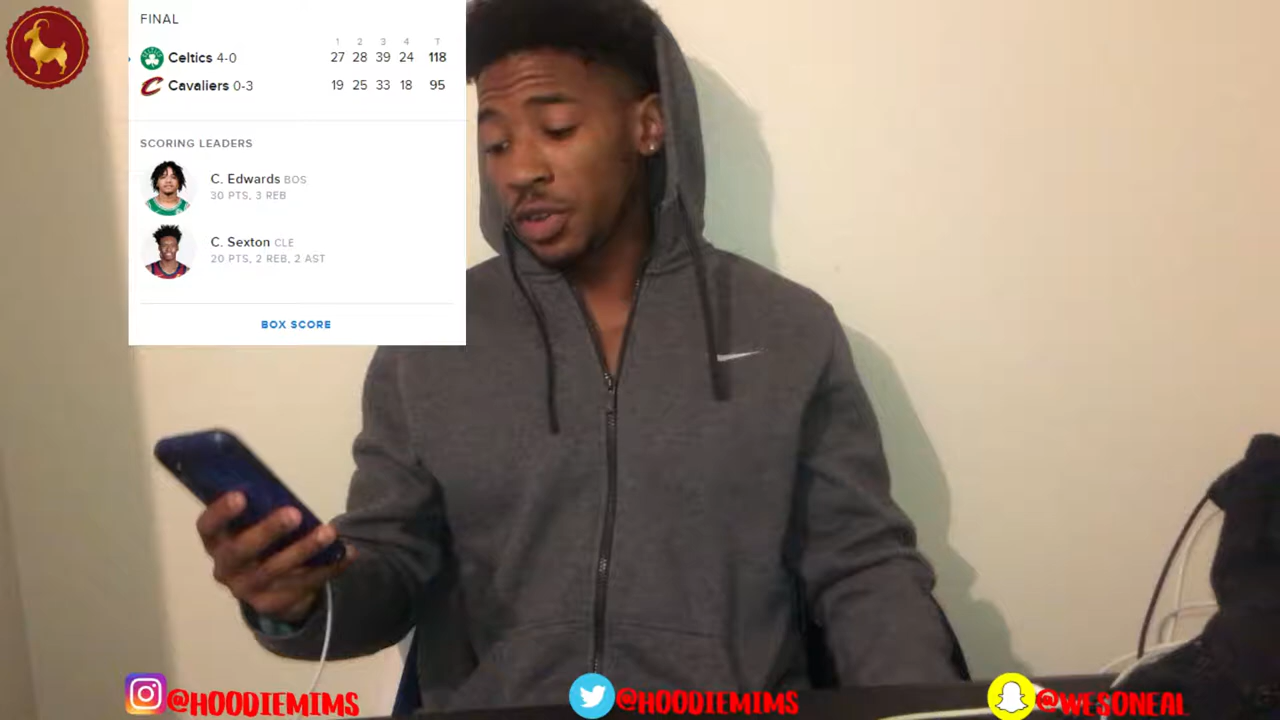 FINAL
1 2 3 4 T
Celtics 4-0 27 28 39 24 118
Cavaliers 0-3 19 25 33 18 95
SCORING LEADERS
C. Edwards BOS
30 PTS, 3 REB
C. Sexton CLE
20 PTS, 2 REB, 2 AST
BOX SCORE
@HOODIEMIMS @HOODIEMIMS @WESONEAL